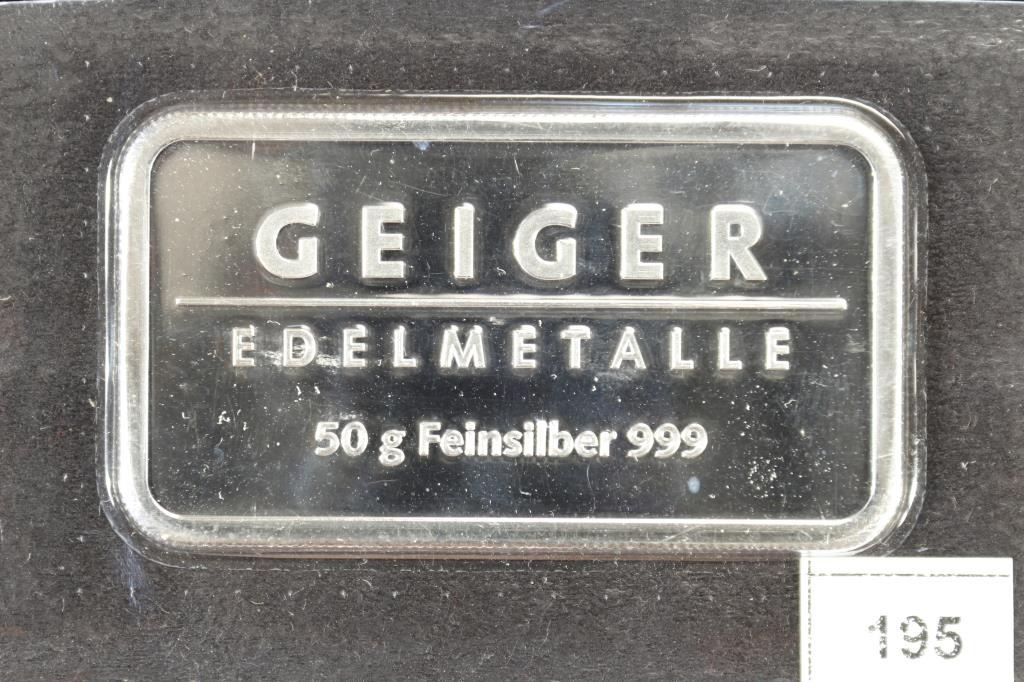 GEIGER
EDELMETALLE
50 g Feinsilber 999
195